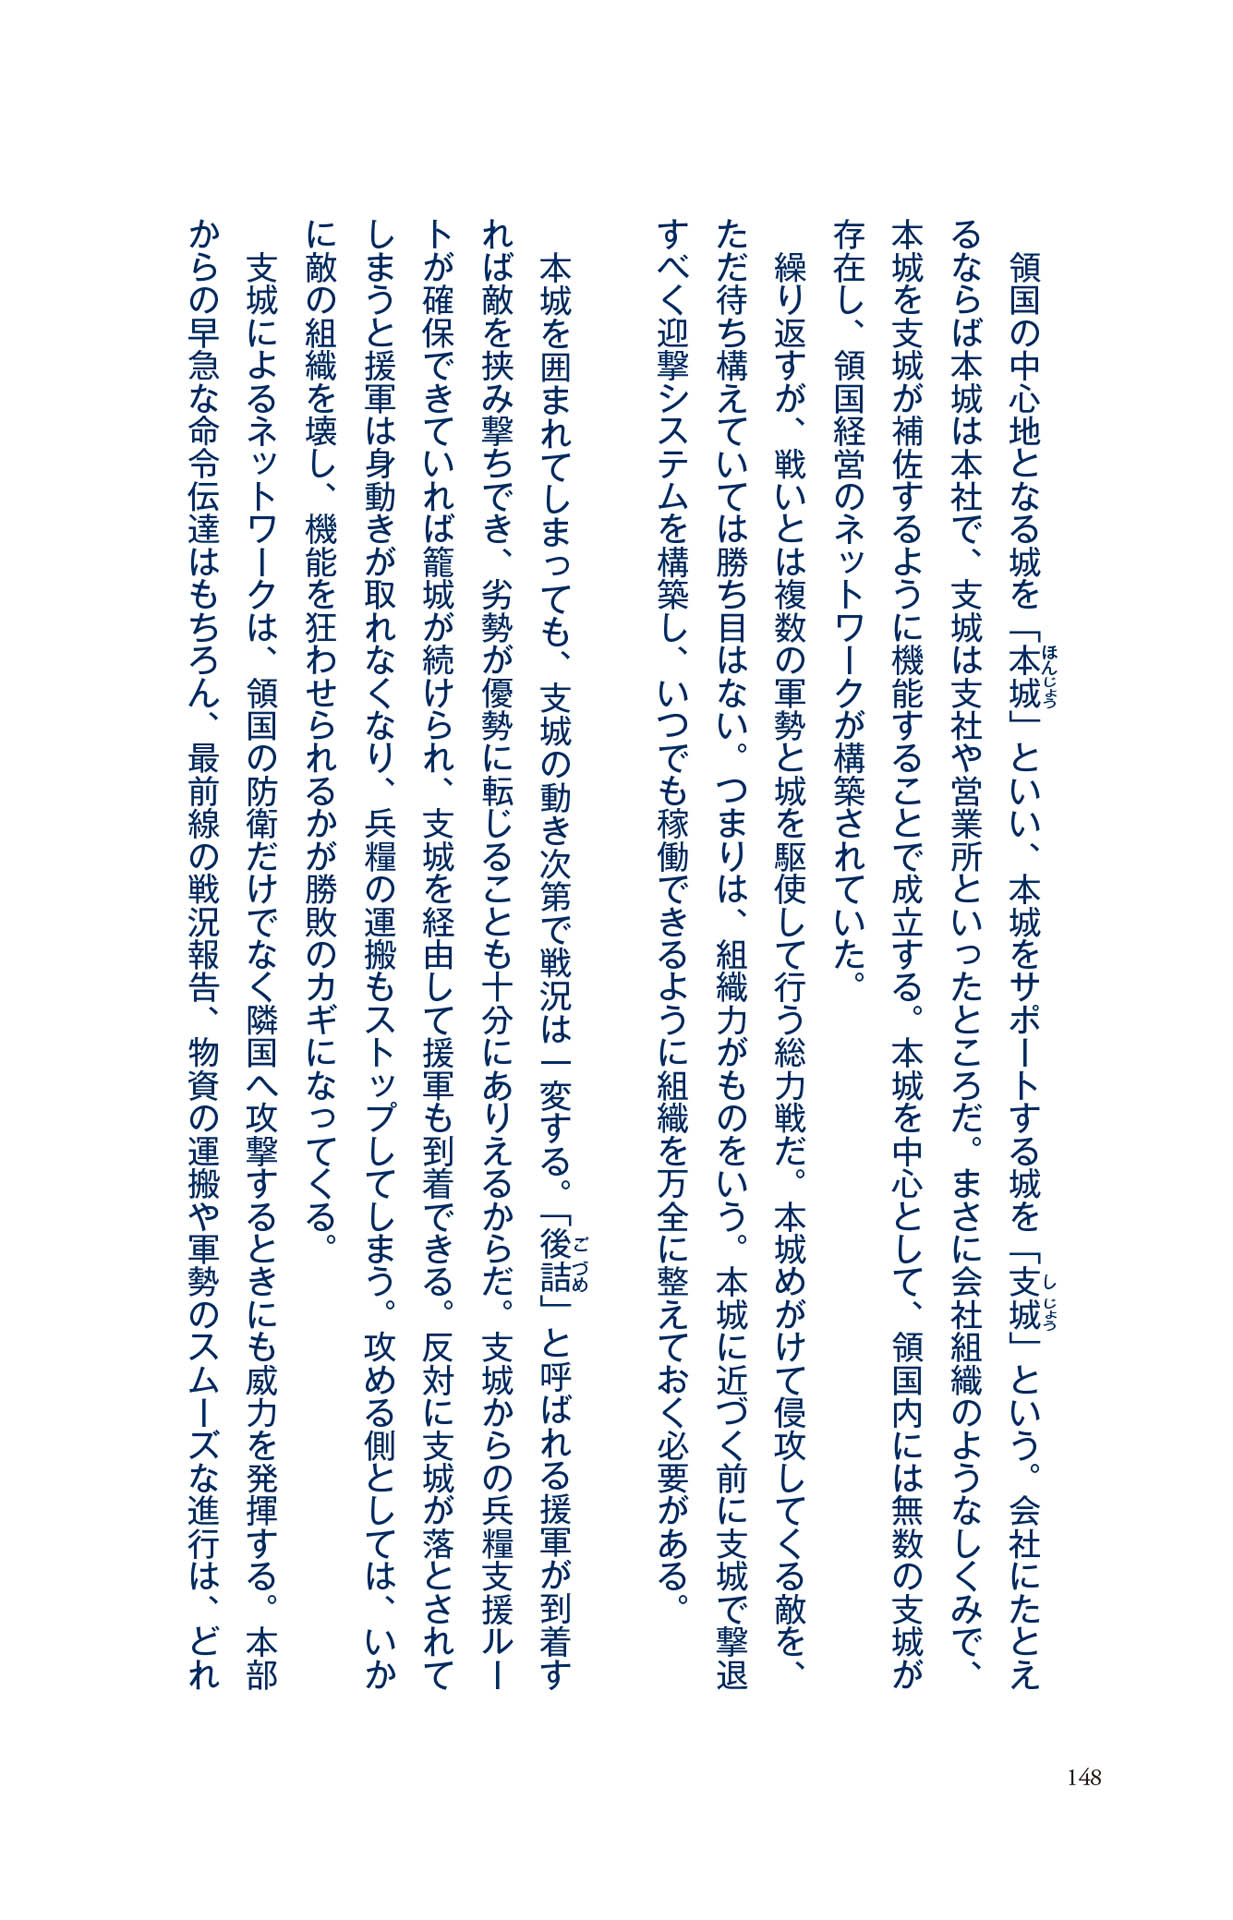 領国の中心地となる城を「本城」といい、本城をサポートする城を「支城」という。会社にたとえ
るならば本城は本社で、支城は支社や営業所といったところだ。まさに会社組織のようなしくみで、
本城を支城が補佐するように機能することで成立する。本城を中心として、領国内には無数の支城が
存在し、領国経営のネットワークが構築されていた。
繰り返すが、戦いとは複数の軍勢と城を駆使して行う総力戦だ。本城めがけて侵攻してくる敵を、
ただ待ち構えていては勝ち目はない。つまりは、組織力がものをいう。本城に近づく前に支城で撃退
すべく迎撃システムを構築し、いつでも稼働できるように組織を万全に整えておく必要がある。
本城を囲まれてしまっても、支城の動き次第で戦況は一変する。「後詰」と呼ばれる援軍が到着す
れば敵を挟み撃ちでき、劣勢が優勢に転じることも十分にありえるからだ。支城からの兵糧支援ルー
トが確保できていれば籠城が続けられ、支城を経由して援軍も到着できる。反対に支城が落とされて
しまうと援軍は身動きが取れなくなり、兵糧の運搬もストップしてしまう。攻める側としては、いか
に敵の組織を壊し、機能を狂わせられるかが勝敗のカギになってくる。
支城によるネットワークは、領国の防衛だけでなく隣国へ攻撃するときにも威力を発揮する。本部
からの早急な命令伝達はもちろん、最前線の戦況報告、物資の運搬や軍勢のスムーズな進行は、どれ
ほんじょう
しじょう
ごづめ
148